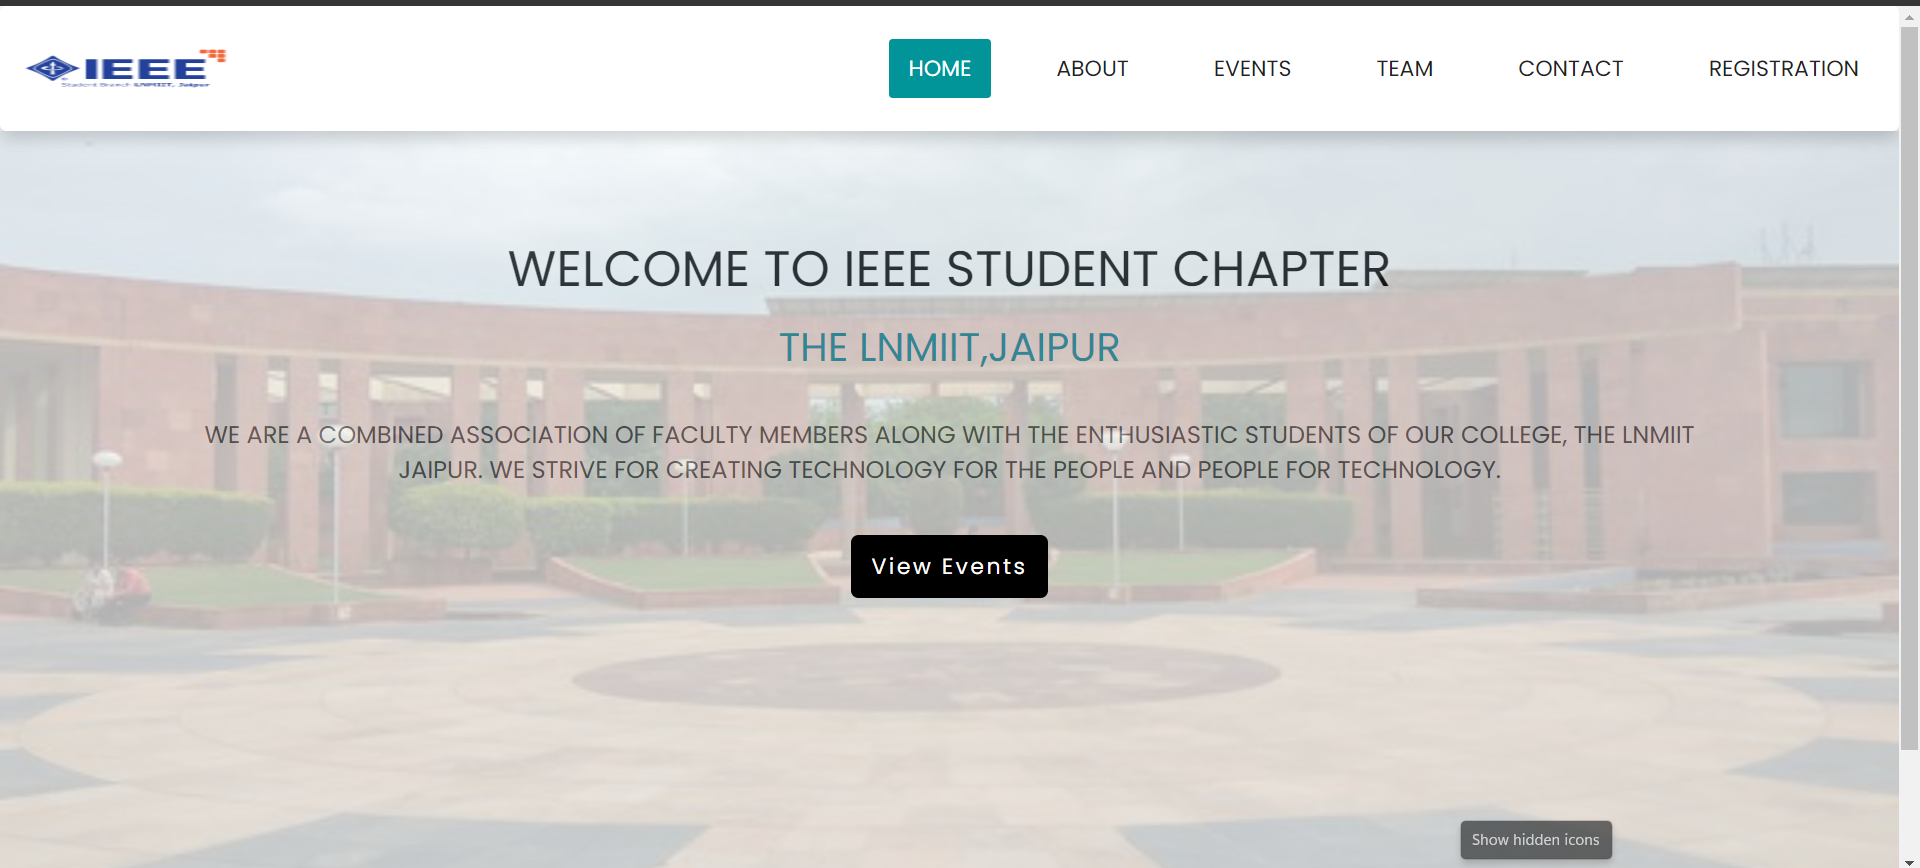 IEEE
Student Branch LNMIIT, Jaipur
HOME ABOUT EVENTS TEAM CONTACT REGISTRATION
WELCOME TO IEEE STUDENT CHAPTER
THE LNMIIT,JAIPUR
WE ARE A COMBINED ASSOCIATION OF FACULTY MEMBERS ALONG WITH THE ENTHUSIASTIC STUDENTS OF OUR COLLEGE, THE LNMIIT
JAIPUR. WE STRIVE FOR CREATING TECHNOLOGY FOR THE PEOPLE AND PEOPLE FOR TECHNOLOGY.
View Events
Show hidden icons